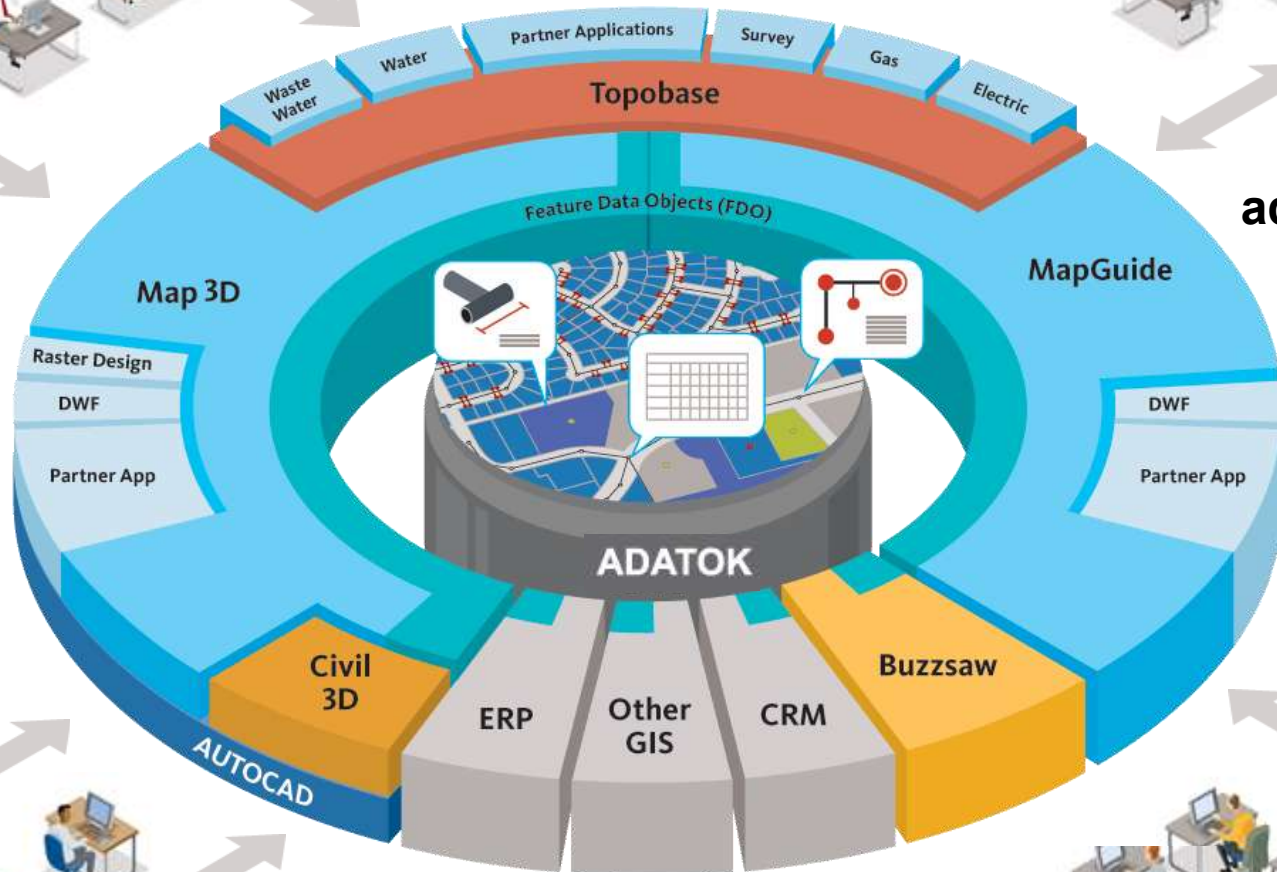 Waste
Water
Water
Partner Applications
Survey
Gas
Electric
Topobase
Feature Data Objects (FDO)
Map 3D
MapGuide
Raster Design
DWF
Partner App
DWF
Partner App
ADATOK
Civil
3D
ERP
Other
GIS
CRM
Buzzsaw
AUTOCAD